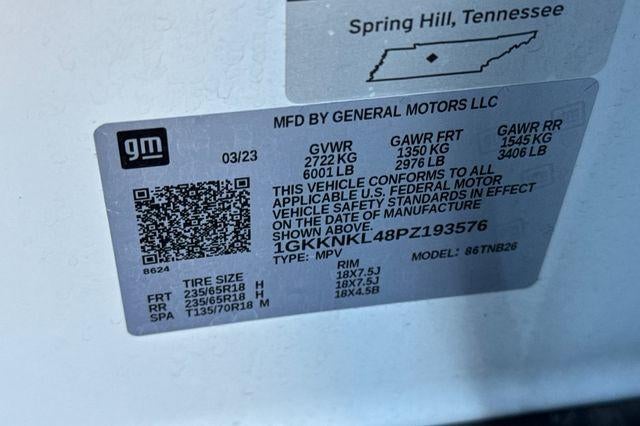 Spring Hill, Tennessee
MFD BY GENERAL MOTORS LLC
gm
03/23
GVWR GAWR FRT GAWR RR
2722 KG 1350 KG 1545 KG
6001 LB 2976 LB 3406 LB
THIS VEHICLE CONFORMS TO ALL
APPLICABLE U.S. FEDERAL MOTOR
VEHICLE SAFETY STANDARDS IN EFFECT
ON THE DATE OF MANUFACTURE
SHOWN ABOVE.
1GKKNKL48PZ193576
TYPE: MPV MODEL: 86TNB26
8624
TIRE SIZE RIM
FRT 235/65R18 H 18X7.5J
RR 235/65R18 H 18X7.5J
SPA T135/70R18 M 18X4.5B